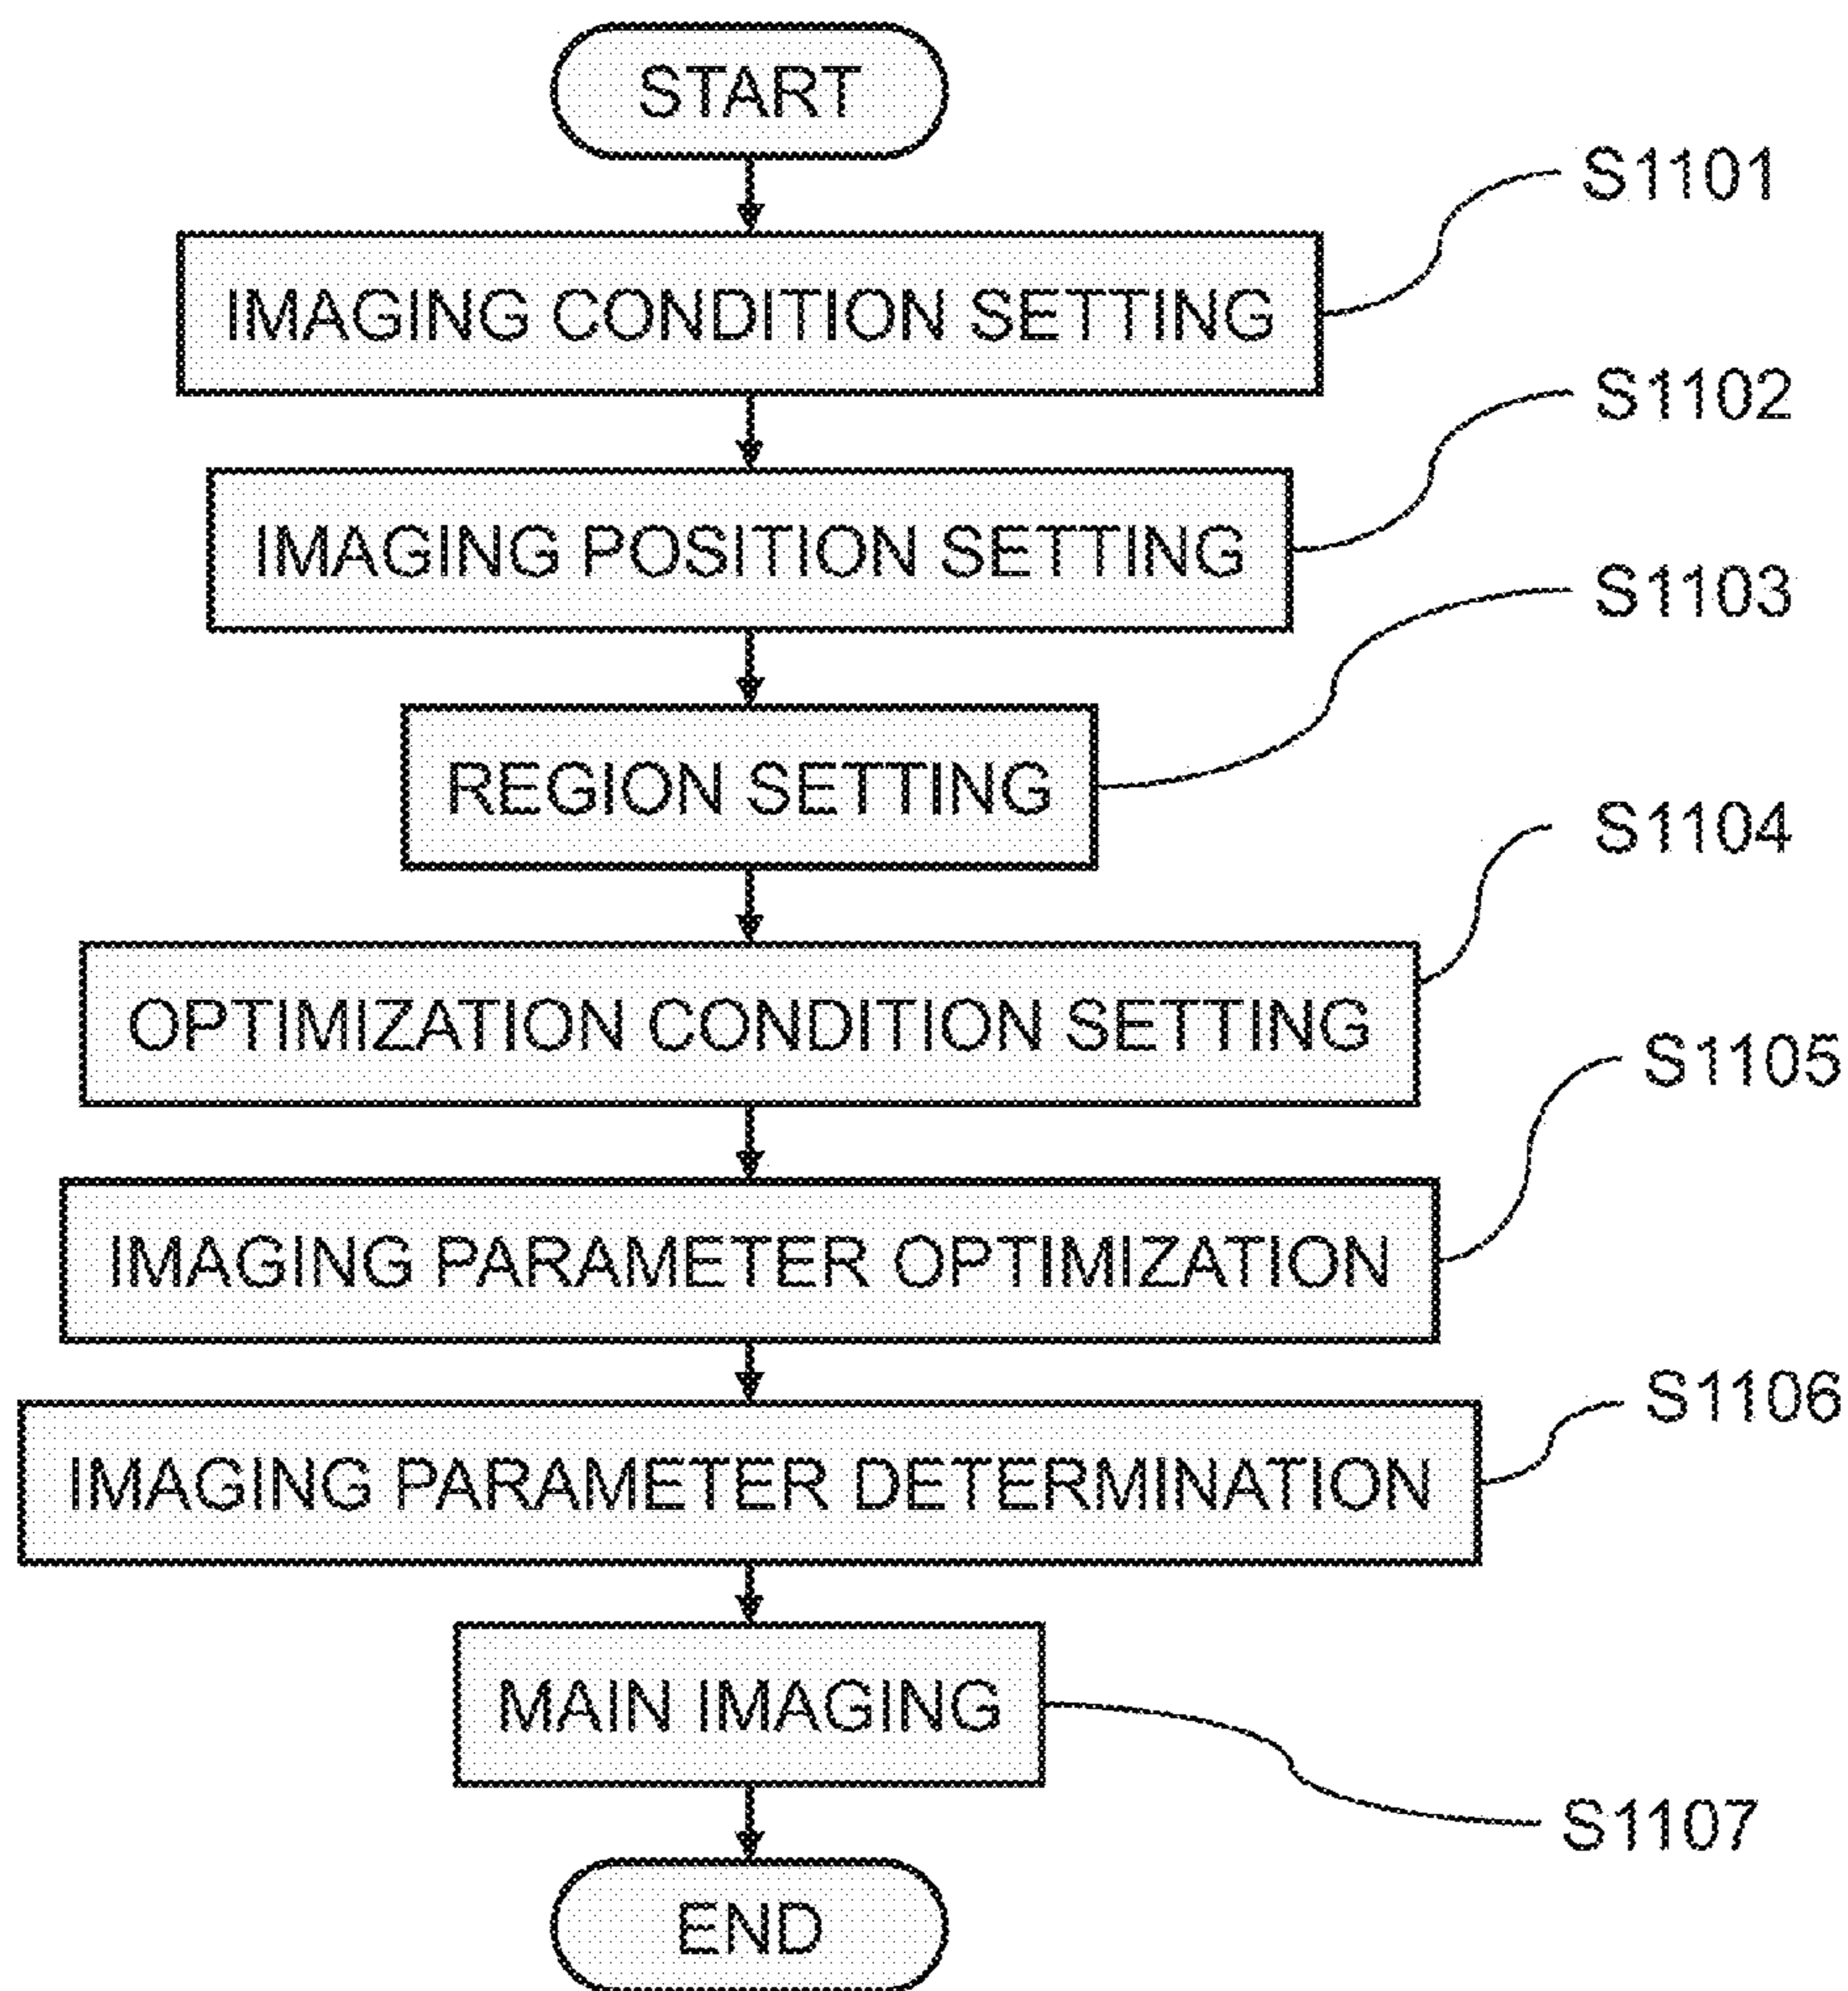 START
S1101
IMAGING CONDITION SETTING
S1102
IMAGING POSITION SETTING
S1103
REGION SETTING
S1104
OPTIMIZATION CONDITION SETTING
S1105
IMAGING PARAMETER OPTIMIZATION
S1106
IMAGING PARAMETER DETERMINATION
MAIN IMAGING
S1107
END